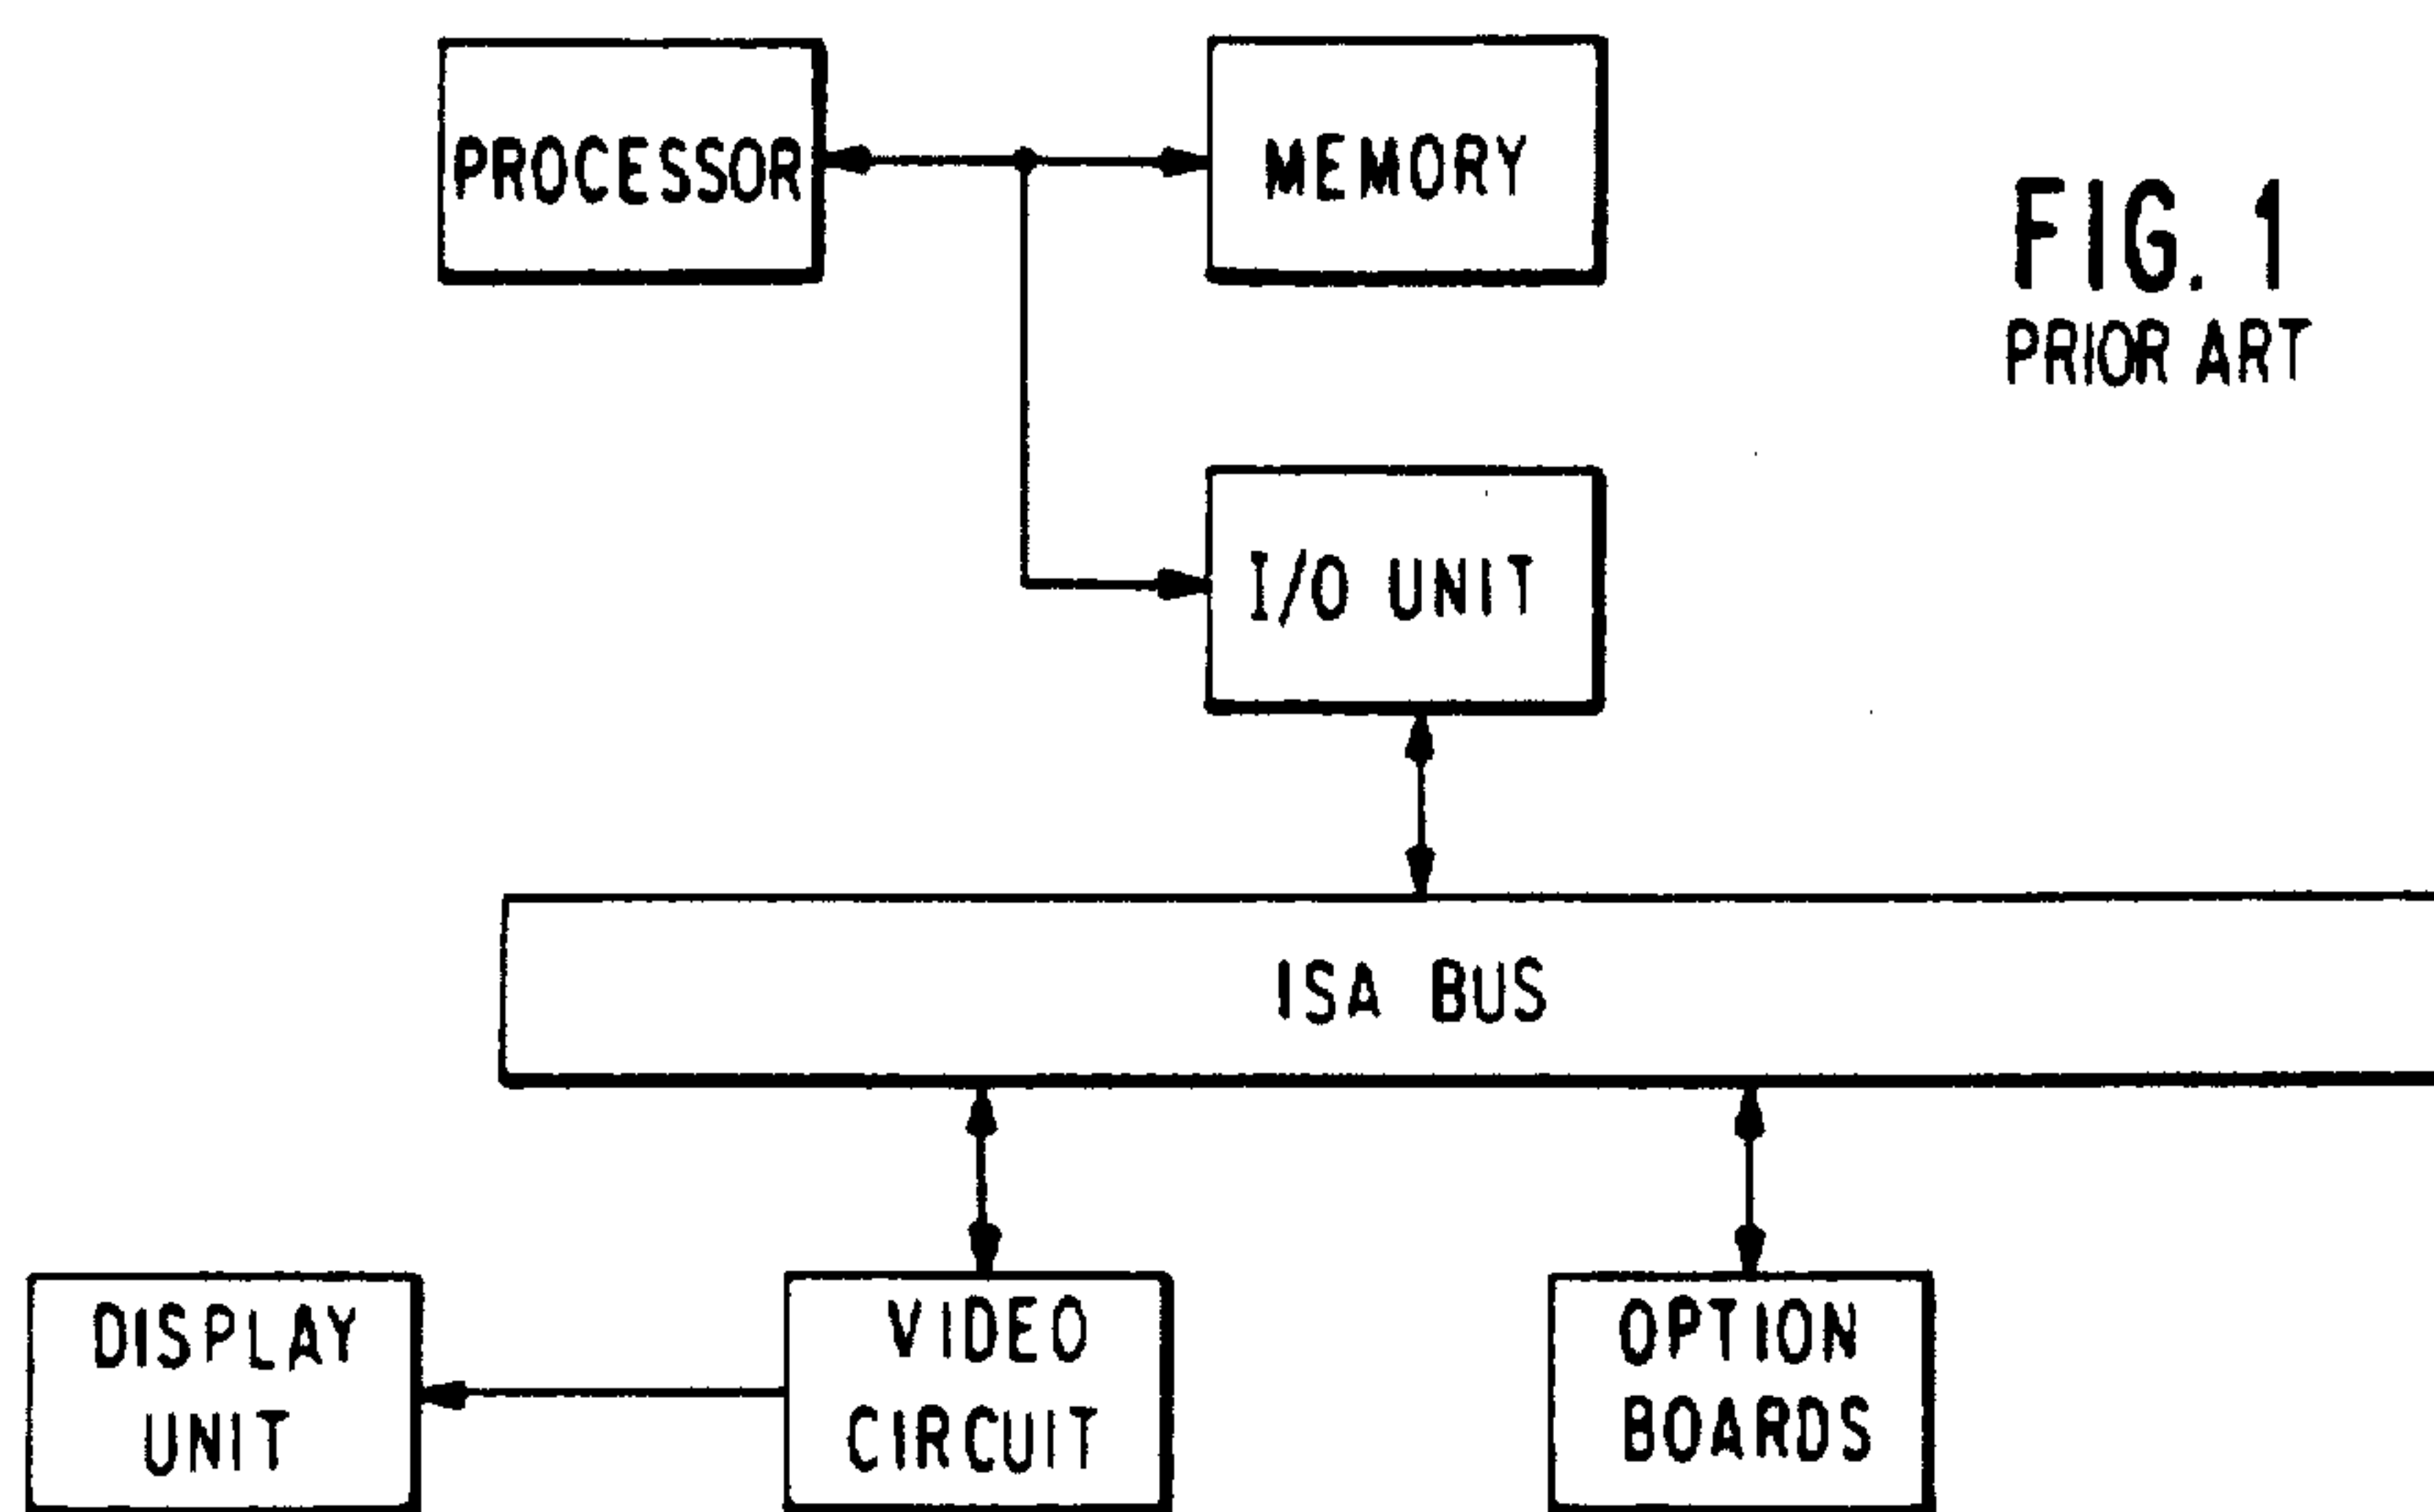 PROCESSOR
MEMORY
FIG. 1
PRIOR ART
I/O UNIT
ISA BUS
DISPLAY
UNIT
VIDEO
CIRCUIT
OPTION
BOARDS